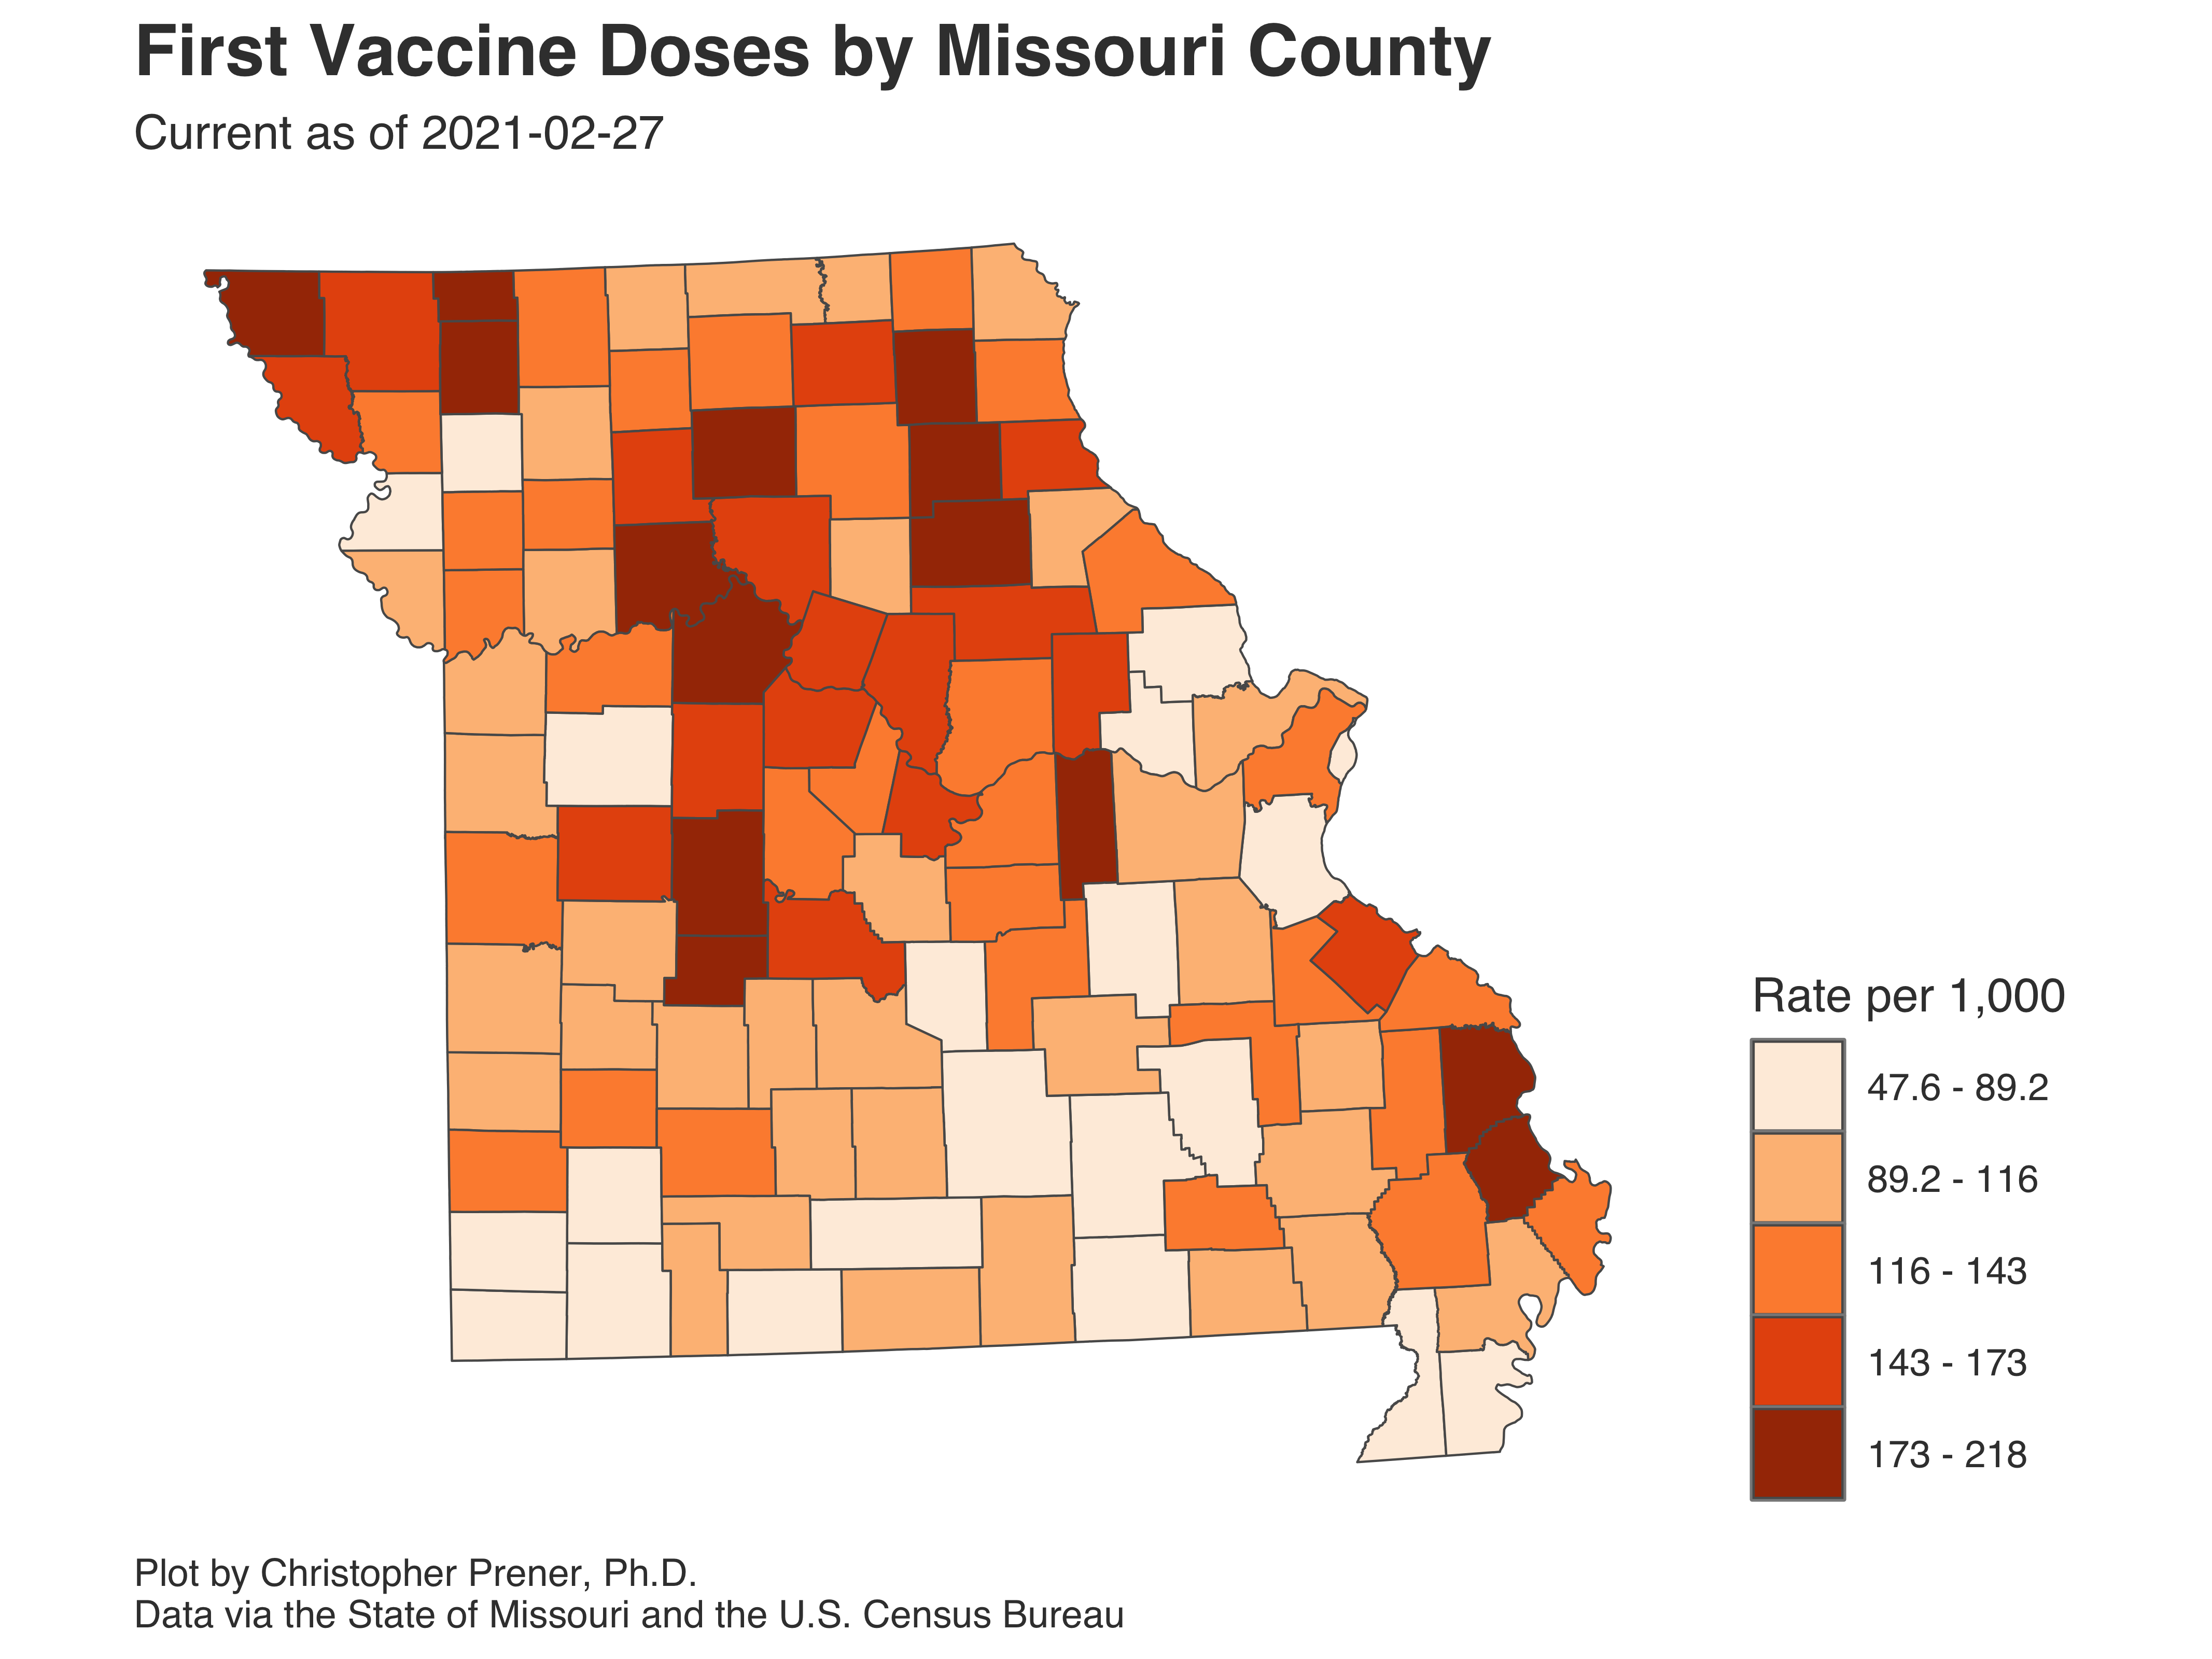 First Vaccine Doses by Missouri County
Current as of 2021-02-27
Rate per 1,000
47.6 - 89.2
89.2 - 116
116 - 143
143 - 173
173 - 218
Plot by Christopher Prener, Ph.D.
Data via the State of Missouri and the U.S. Census Bureau